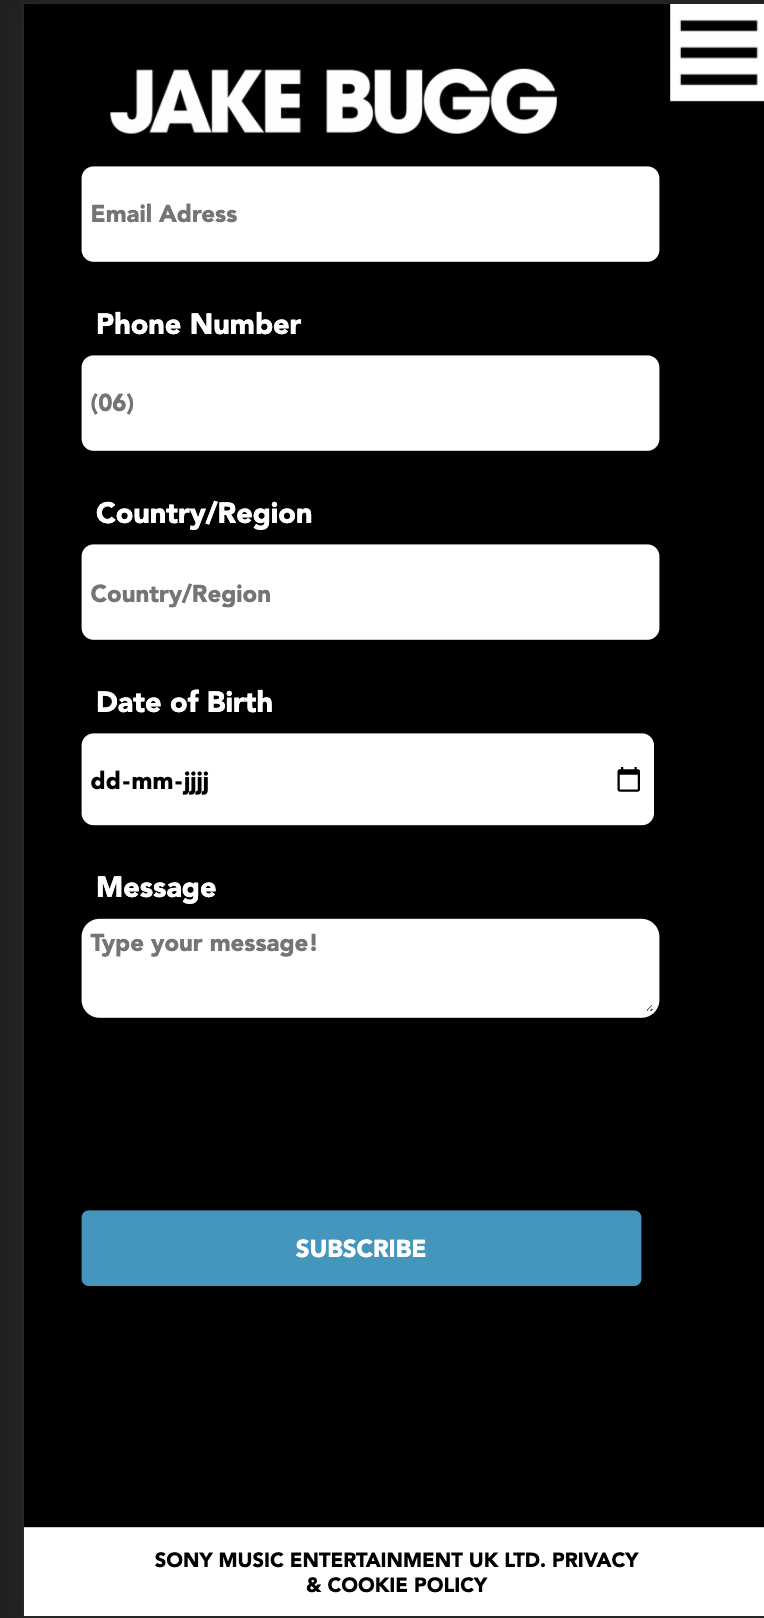 JAKE BUGG
Email Adress
Phone Number
(06)
Country/Region
Country/Region
Date of Birth
dd-mm-jjjj
Message
Type your message!
SUBSCRIBE
SONY MUSIC ENTERTAINMENT UK LTD. PRIVACY
& COOKIE POLICY